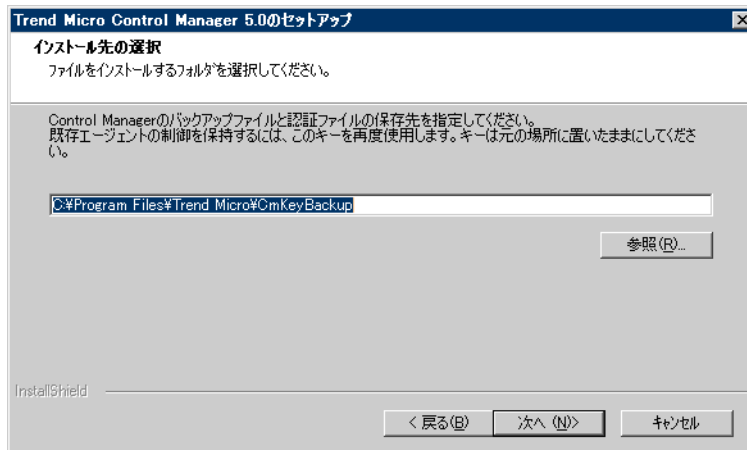 Trend Micro Control Manager 5.0のセットアップ
インストール先の選択
ファイルをインストールするフォルダを選択してください。
Control Managerのバックアップファイルと認証ファイルの保存先を指定してください。
既存エージェントの制御を保持するには、このキーを再度使用します。キーは元の場所に置いたままにしてくださ
い。
C:¥Program Files¥Trend Micro¥CmKeyBackup
参照(R)...
InstallShield
< 戻る(B)
次へ (N)>
キャンセル